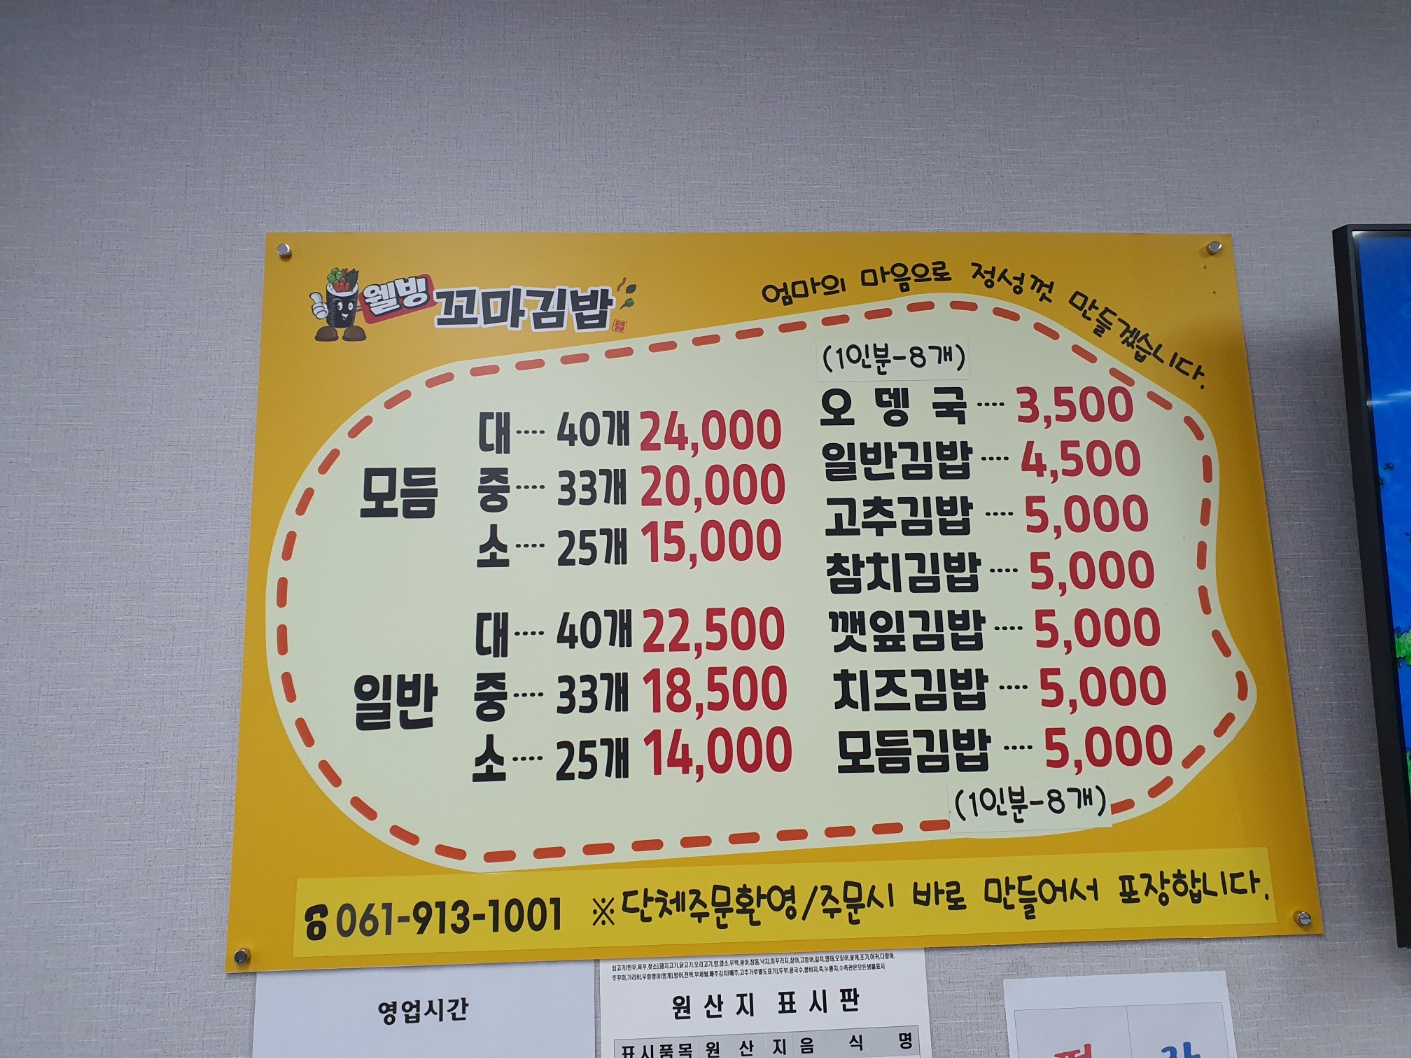 웰빙 꼬마김밥
엄마의 마음으로 정성껏 만들겠습니다.
모듬
대···· 40개 24,000
중···· 33개 20,000
소···· 25개 15,000
일반
대···· 40개 22,500
중···· 33개 18,500
소···· 25개 14,000
(1인분-8개)
오 뎅 국···· 3,500
일반김밥···· 4,500
고추김밥···· 5,000
참치김밥···· 5,000
깻잎김밥···· 5,000
치즈김밥···· 5,000
모듬김밥···· 5,000
(1인분-8개)
061-913-1001 ※단체주문환영/주문시 바로 만들어서 포장합니다.
영업시간
원 산 지 표 시 판
표시품목 원 산 지 음 식 명